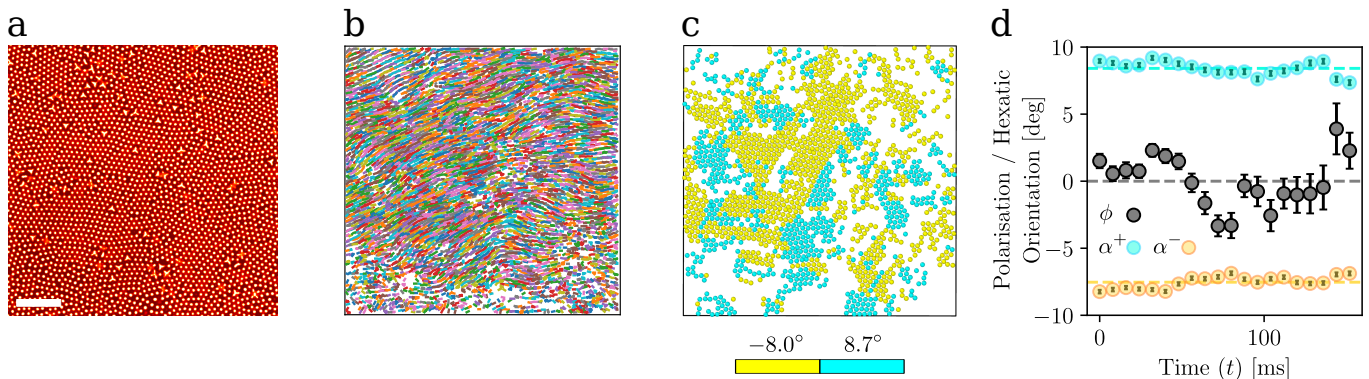 a
b
c
d
−8.0°
8.7°
Polarisation / Hexatic
Orientation [deg]
10
5
0
−5
−10
ϕ
α⁺
α⁻
0
100
Time (t) [ms]